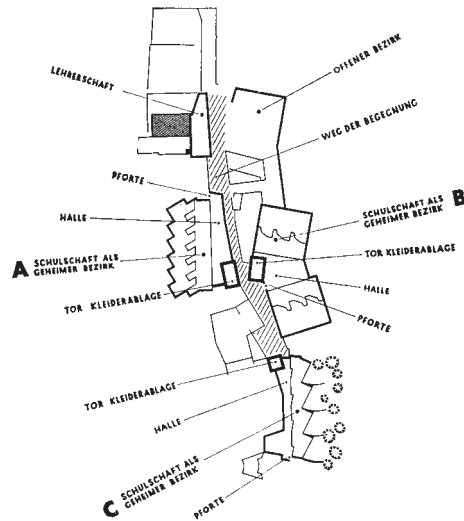 OFFENER BEZIRK
LEHRERSCHAFT
WEG DER BEGEGNUNG
PFORTE
HALLE
A SCHULSCHAFT ALS
GEHEIMER BEZIRK
SCHULSCHAFT ALS B
GEHEIMER BEZIRK
TOR KLEIDERABLAGE
HALLE
PFORTE
TOR KLEIDERABLAGE
TOR KLEIDERABLAGE
HALLE
C SCHULSCHAFT ALS
GEHEIMER BEZIRK
PFORTE